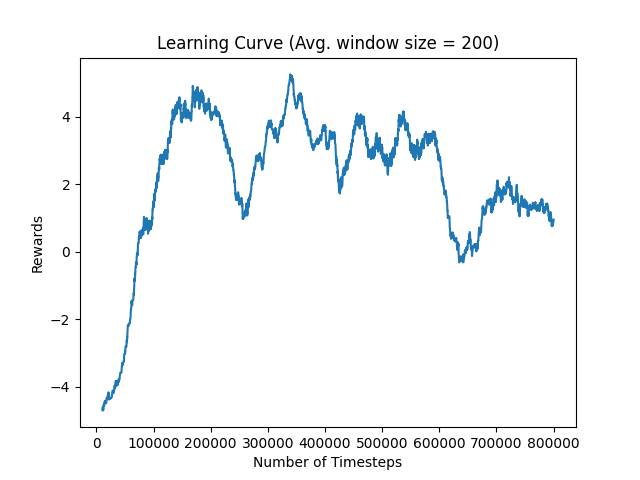 Learning Curve (Avg. window size = 200)
Rewards
4
2
0
−2
−4
0 100000 200000 300000 400000 500000 600000 700000 800000
Number of Timesteps